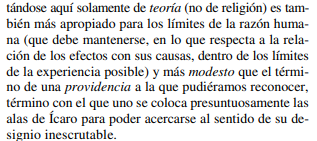 tándose aquí solamente de teoría (no de religión) es tam-
bién más apropiado para los límites de la razón huma-
na (que debe mantenerse, en lo que respecta a la rela-
ción de los efectos con sus causas, dentro de los límites
de la experiencia posible) y más modesto que el térmi-
no de una providencia a la que pudiéramos reconocer,
término con el que uno se coloca presuntuosamente las
alas de Ícaro para poder acercarse al sentido de su de-
signio inescrutable.